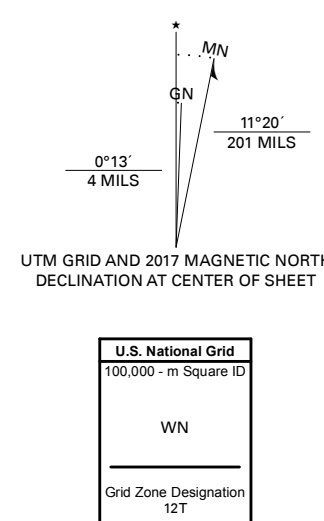 ★
MN
GN
11°20´
201 MILS
0°13´
4 MILS
UTM GRID AND 2017 MAGNETIC NORTH
DECLINATION AT CENTER OF SHEET
U.S. National Grid
100,000 - m Square ID
WN
Grid Zone Designation
12T